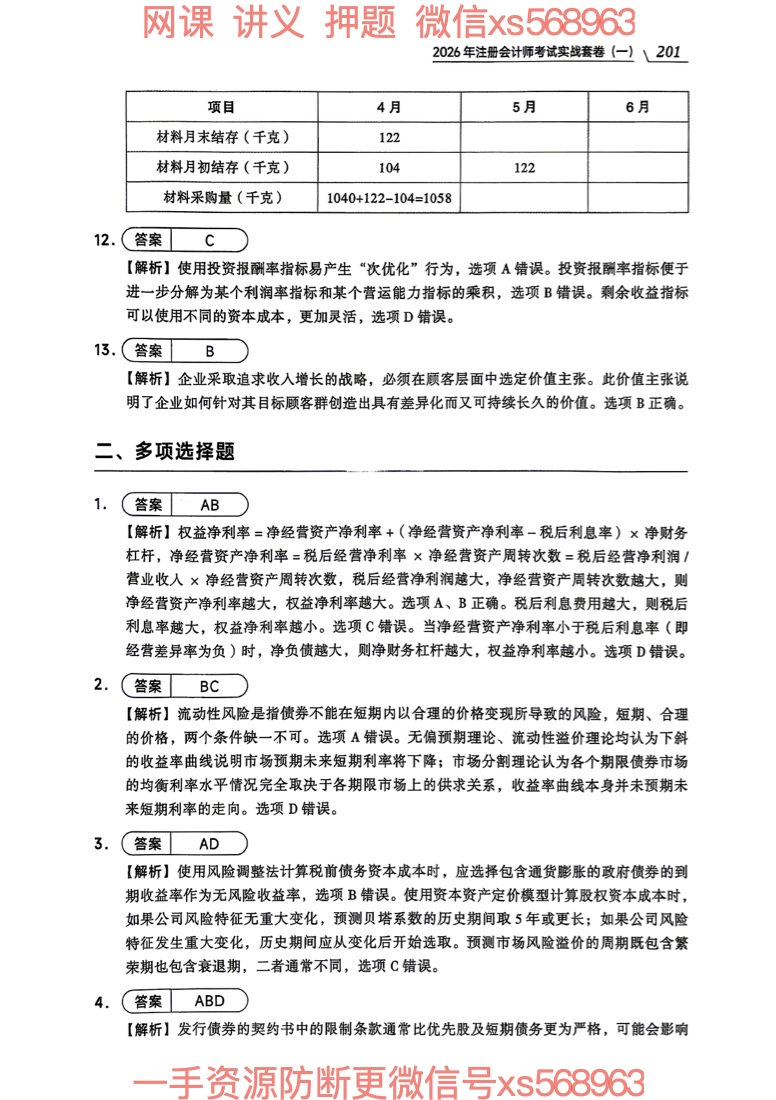 网课 讲义 押题 微信xs568963
2026 年注册会计师考试实战套卷（一） 201
项目 4 月 5 月 6 月
材料月末结存（千克） 122
材料月初结存（千克） 104 122
材料采购量（千克） 1040+122-104=1058
12. 答案 C
【解析】使用投资报酬率指标易产生“次优化”行为，选项 A 错误。投资报酬率指标便于
进一步分解为某个利润率指标和某个营运能力指标的乘积，选项 B 错误。剩余收益指标
可以使用不同的资本成本，更加灵活，选项 D 错误。
13. 答案 B
【解析】企业采取追求收入增长的战略，必须在顾客层面中选定价值主张。此价值主张说
明了企业如何针对其目标顾客群创造出具有差异化而又可持续长久的价值。选项 B 正确。
二、多项选择题
1. 答案 AB
【解析】权益净利率 = 净经营资产净利率 +（净经营资产净利率 − 税后利息率）× 净财务
杠杆，净经营资产净利率 = 税后经营净利率 × 净经营资产周转次数 = 税后经营净利润 /
营业收入 × 净经营资产周转次数，税后经营净利润越大，净经营资产周转次数越大，则
净经营资产净利率越大，权益净利率越大。选项 A、B 正确。税后利息费用越大，则税后
利息率越大，权益净利率越小。选项 C 错误。当净经营资产净利率小于税后利息率（即
经营差异率为负）时，净负债越大，则净财务杠杆越大，权益净利率越小。选项 D 错误。
2. 答案 BC
【解析】流动性风险是指债券不能在短期内以合理的价格变现所导致的风险，短期、合理
的价格，两个条件缺一不可。选项 A 错误。无偏预期理论、流动性溢价理论均认为下斜
的收益率曲线说明市场预期未来短期利率将下降；市场分割理论认为各个期限债券市场
的均衡利率水平情况完全取决于各期限市场上的供求关系，收益率曲线本身并未预期未
来短期利率的走向。选项 D 错误。
3. 答案 AD
【解析】使用风险调整法计算税前债务资本成本时，应选择包含通货膨胀的政府债券的到
期收益率作为无风险收益率，选项 B 错误。使用资本资产定价模型计算股权资本成本时，
如果公司风险特征无重大变化，预测贝塔系数的历史期间取 5 年或更长；如果公司风险
特征发生重大变化，历史期间应从变化后开始选取。预测市场风险溢价的周期既包含繁
荣期也包含衰退期，二者通常不同，选项 C 错误。
4. 答案 ABD
【解析】发行债券的契约书中的限制条款通常比优先股及短期债务更为严格，可能会影响
一手资源防断更微信号xs568963